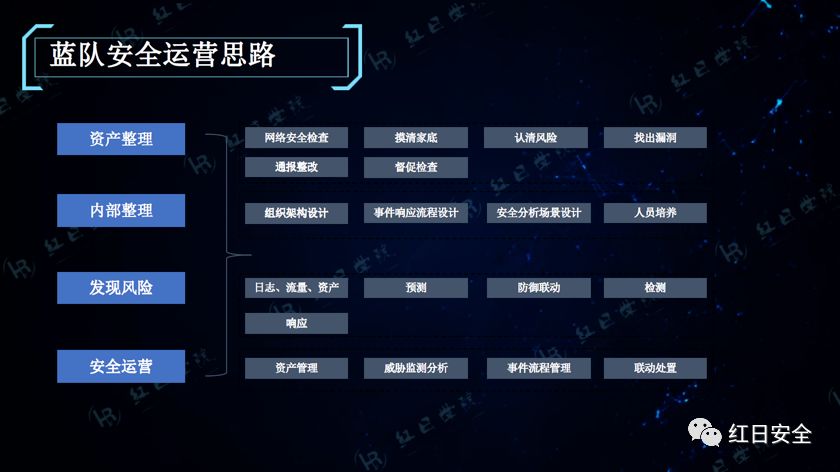 蓝队安全运营思路
资产整理
网络安全检查 摸清家底 认清风险 找出漏洞
通报整改 督促检查
内部整理
组织架构设计 事件响应流程设计 安全分析场景设计 人员培养
发现风险
日志、流量、资产 预测 防御联动 检测
响应
安全运营
资产管理 威胁监测分析 事件流程管理 联动处置
红日安全
红日学院